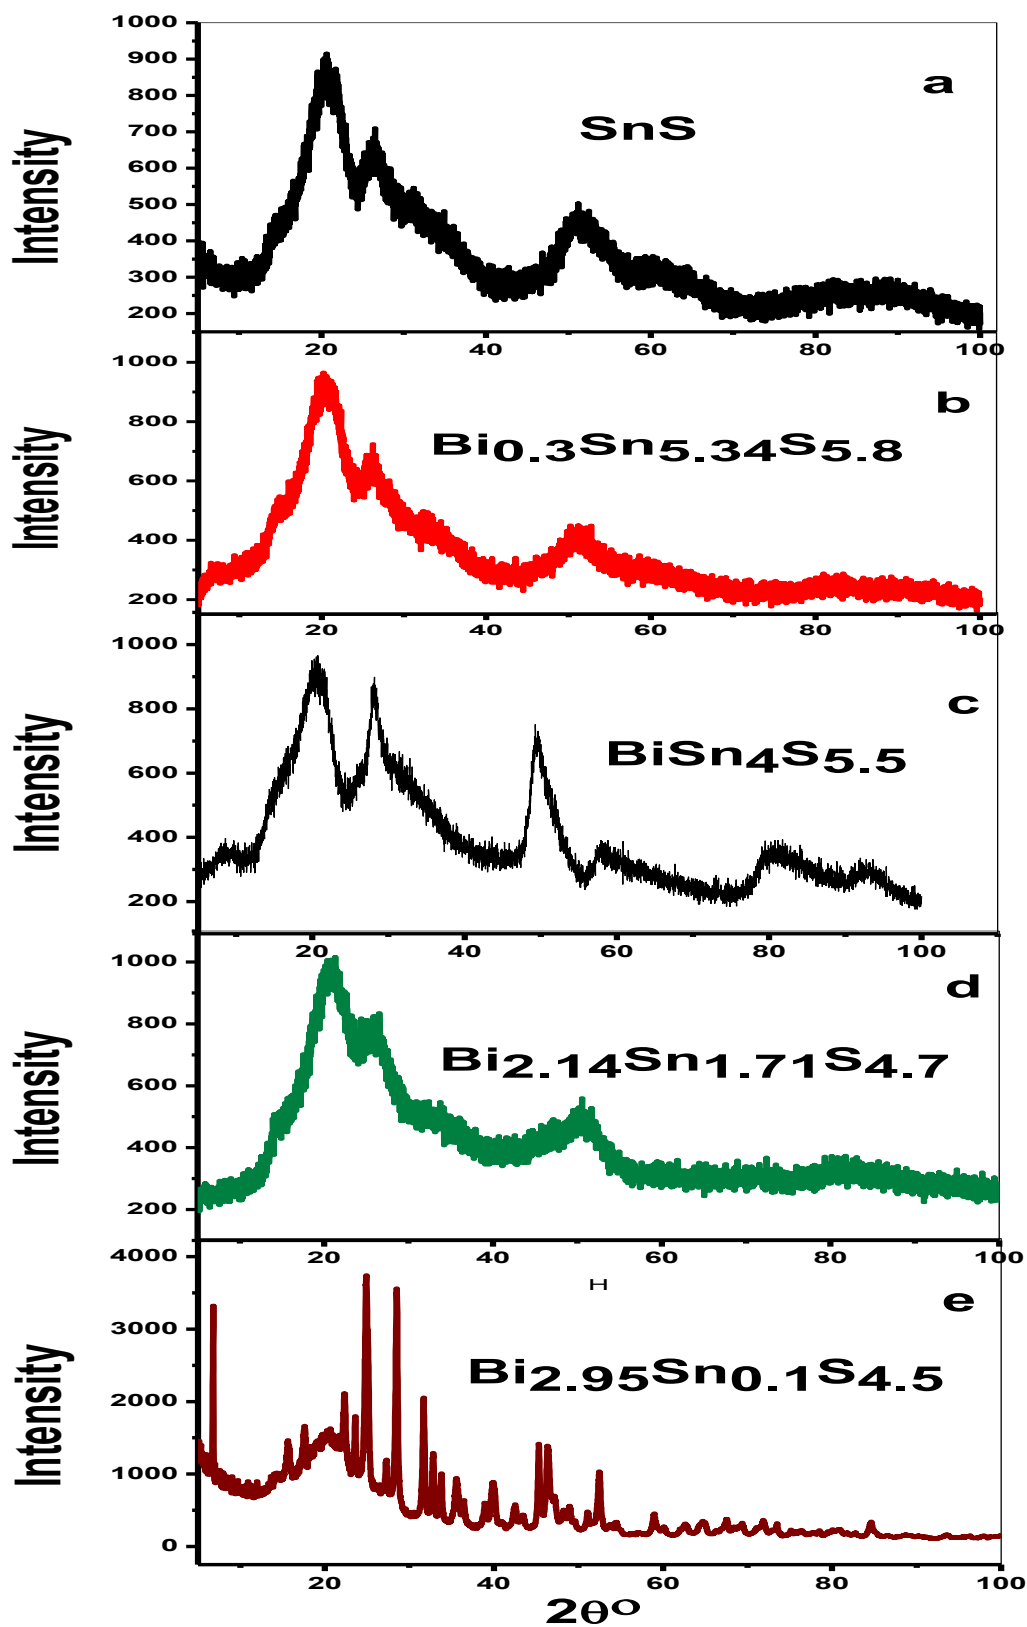 1000
900
800
700
600
500
400
300
200
Intensity
a
SnS
20 40 60 80 100
1000
800
600
400
200
Intensity
b
Bi0.3Sn5.34S5.8
20 40 60 80 100
1000
800
600
400
200
Intensity
c
BiSn4S5.5
20 40 60 80 100
1000
800
600
400
200
Intensity
d
Bi2.14Sn1.71S4.7
20 40 60 80 100
4000
3000
2000
1000
0
Intensity
H
e
Bi2.95Sn0.1S4.5
20 40 60 80 100
2θO